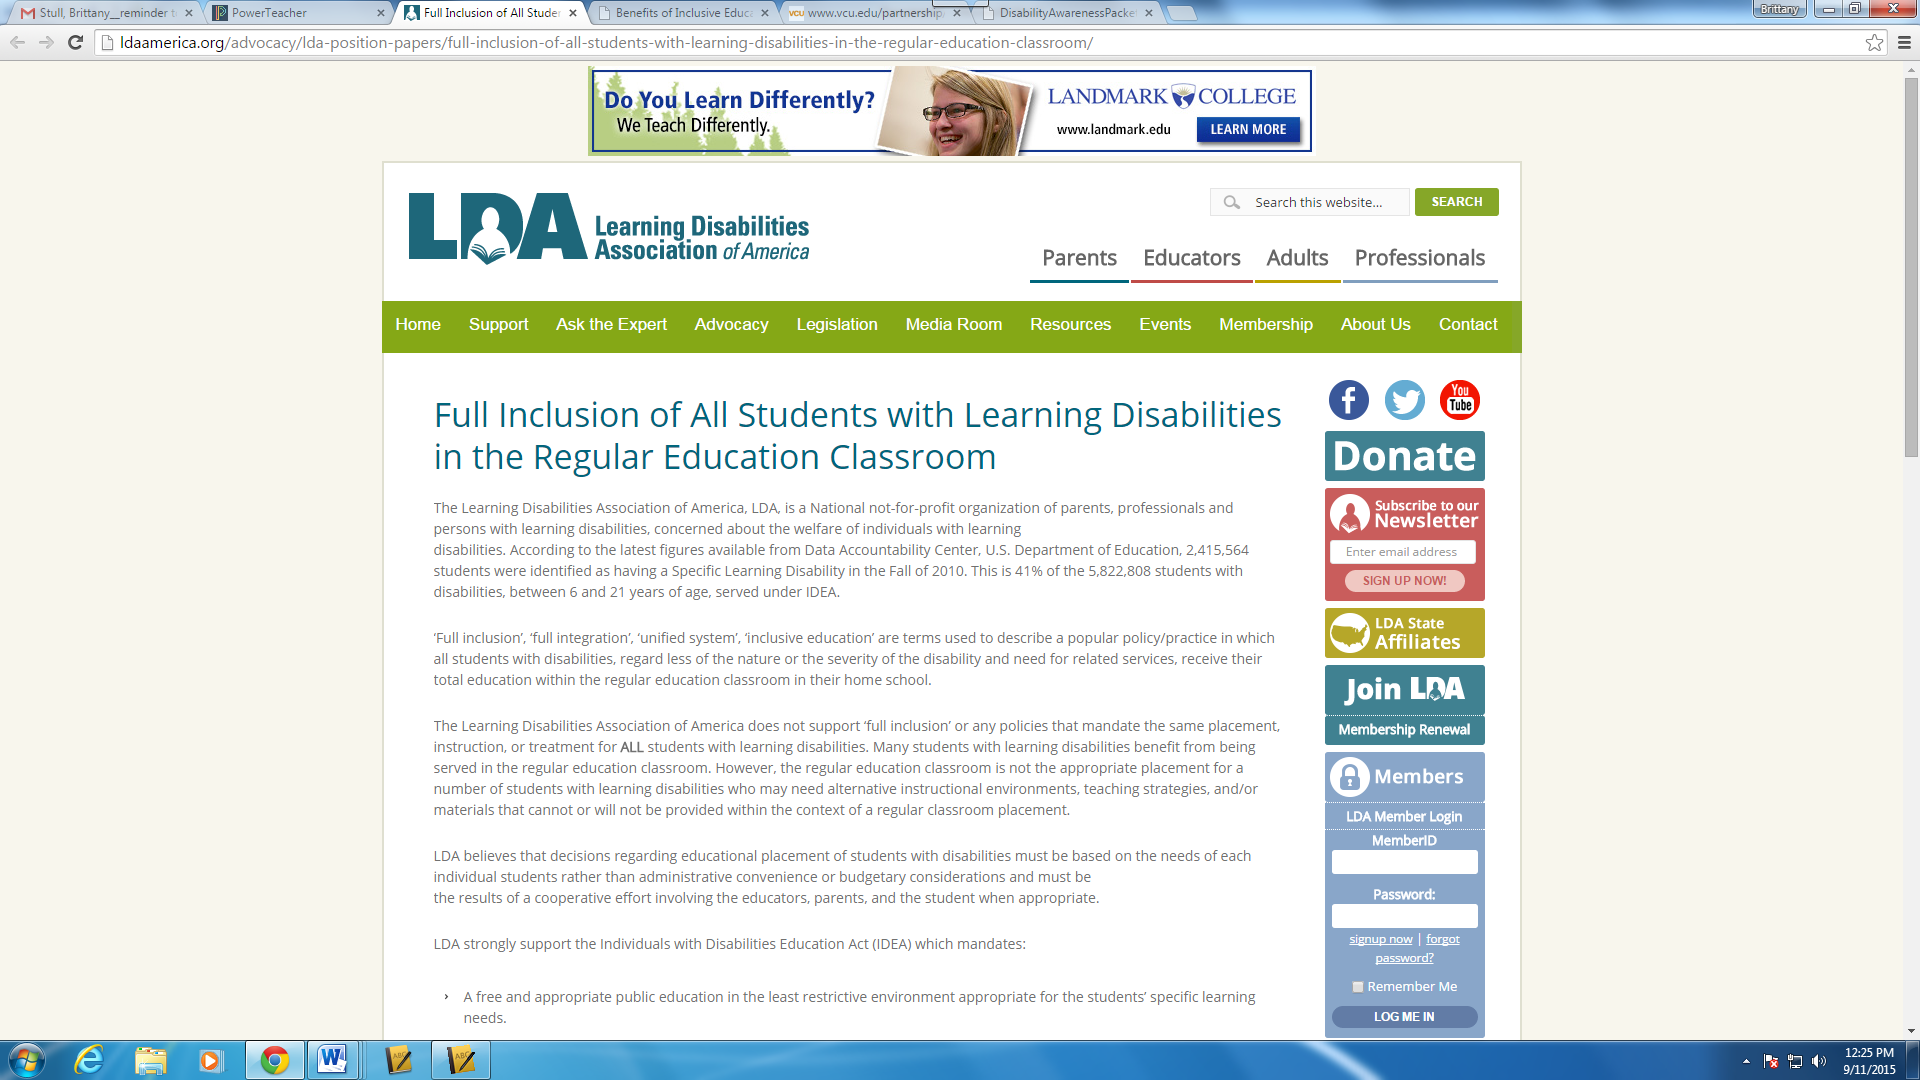 Stull, Brittany__reminder t
PowerTeacher
Full Inclusion of All Studen
Benefits of Inclusive Educa
www.vcu.edu/partnership
DisabilityAwarenessPacke
Brittany
ldaamerica.org/advocacy/lda-position-papers/full-inclusion-of-all-students-with-learning-disabilities-in-the-regular-education-classroom/
Do You Learn Differently?
We Teach Differently.
LANDMARK COLLEGE
www.landmark.edu
LEARN MORE
LDA Learning Disabilities
Association of America
Search this website...
SEARCH
Parents Educators Adults Professionals
Home Support Ask the Expert Advocacy Legislation Media Room Resources Events Membership About Us Contact
Full Inclusion of All Students with Learning Disabilities
in the Regular Education Classroom
The Learning Disabilities Association of America, LDA, is a National not-for-profit organization of parents, professionals and
persons with learning disabilities, concerned about the welfare of individuals with learning
disabilities. According to the latest figures available from Data Accountability Center, U.S. Department of Education, 2,415,564
students were identified as having a Specific Learning Disability in the Fall of 2010. This is 41% of the 5,822,808 students with
disabilities, between 6 and 21 years of age, served under IDEA.
‘Full inclusion’, ‘full integration’, ‘unified system’, ‘inclusive education’ are terms used to describe a popular policy/practice in which
all students with disabilities, regard less of the nature or the severity of the disability and need for related services, receive their
total education within the regular education classroom in their home school.
The Learning Disabilities Association of America does not support ‘full inclusion’ or any policies that mandate the same placement,
instruction, or treatment for ALL students with learning disabilities. Many students with learning disabilities benefit from being
served in the regular education classroom. However, the regular education classroom is not the appropriate placement for a
number of students with learning disabilities who may need alternative instructional environments, teaching strategies, and/or
materials that cannot or will not be provided within the context of a regular classroom placement.
LDA believes that decisions regarding educational placement of students with disabilities must be based on the needs of each
individual students rather than administrative convenience or budgetary considerations and must be
the results of a cooperative effort involving the educators, parents, and the student when appropriate.
LDA strongly support the Individuals with Disabilities Education Act (IDEA) which mandates:
› A free and appropriate public education in the least restrictive environment appropriate for the students’ specific learning
needs.
You
Tube
Donate
Subscribe to our
Newsletter
Enter email address
SIGN UP NOW!
LDA State
Affiliates
Join LDA
Membership Renewal
Members
LDA Member Login
MemberID
Password:
signup now | forgot
password?
Remember Me
LOG ME IN
12:25 PM
9/11/2015